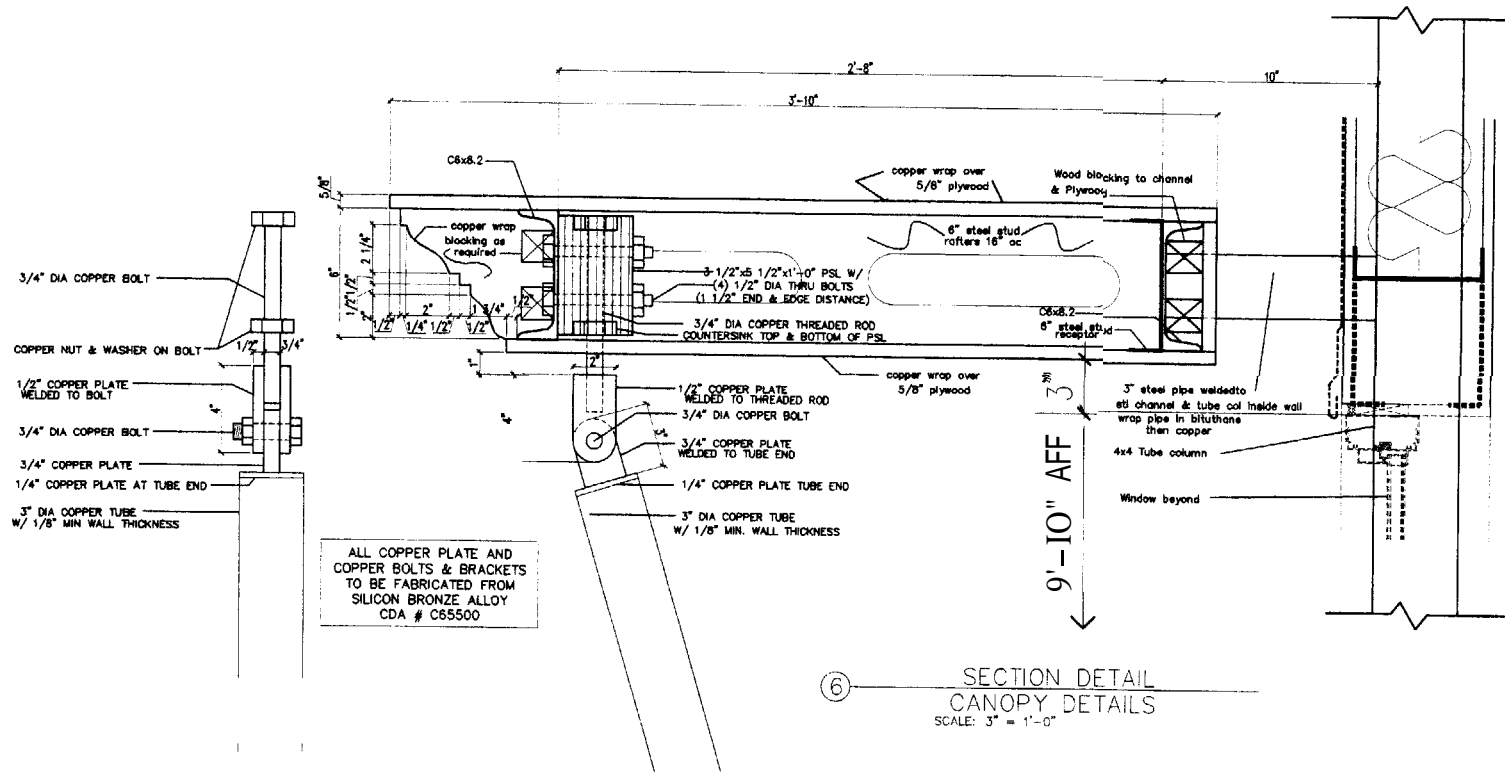 2'-8"
10"
3'-10"
C6x8.2
5/8"
copper wrap over
5/8" plywood
Wood blocking to channel
& Plywood
copper wrap
blocking as
required
6" steel stud
rafters 16" oc
6"
2 1/4"
1/2"
1/2"
2"
1/2"
1/4"
2"
1/2"
1/2"
1 3/4"
1/2"
3 1/2"x5 1/2"x1'-0" PSL W/
(4) 1/2" DIA THRU BOLTS
(1 1/2" END & EDGE DISTANCE)
3/4" DIA COPPER THREADED ROD
COUNTERSINK TOP & BOTTOM OF PSL
C6x8.2
6" steel stud
receptor
3/4" DIA COPPER BOLT
COPPER NUT & WASHER ON BOLT
1/2"
3/4"
1/2" COPPER PLATE
WELDED TO BOLT
4"
3/4" DIA COPPER BOLT
3/4" COPPER PLATE
1/4" COPPER PLATE AT TUBE END
3" DIA COPPER TUBE
W/ 1/8" MIN WALL THICKNESS
1"
2"
4"
copper wrap over
5/8" plywood
1/2" COPPER PLATE
WELDED TO THREADED ROD
3/4" DIA COPPER BOLT
3"
3/4" COPPER PLATE
WELDED TO TUBE END
1/4" COPPER PLATE TUBE END
3" DIA COPPER TUBE
W/ 1/8" MIN. WALL THICKNESS
9'-10" AFF
3" steel pipe weldedto
stl channel & tube col inside wall
wrap pipe in bituthane
then copper
4x4 Tube column
Window beyond
ALL COPPER PLATE AND
COPPER BOLTS & BRACKETS
TO BE FABRICATED FROM
SILICON BRONZE ALLOY
CDA # C65500
6
SECTION DETAIL
CANOPY DETAILS
SCALE: 3" = 1'-0"